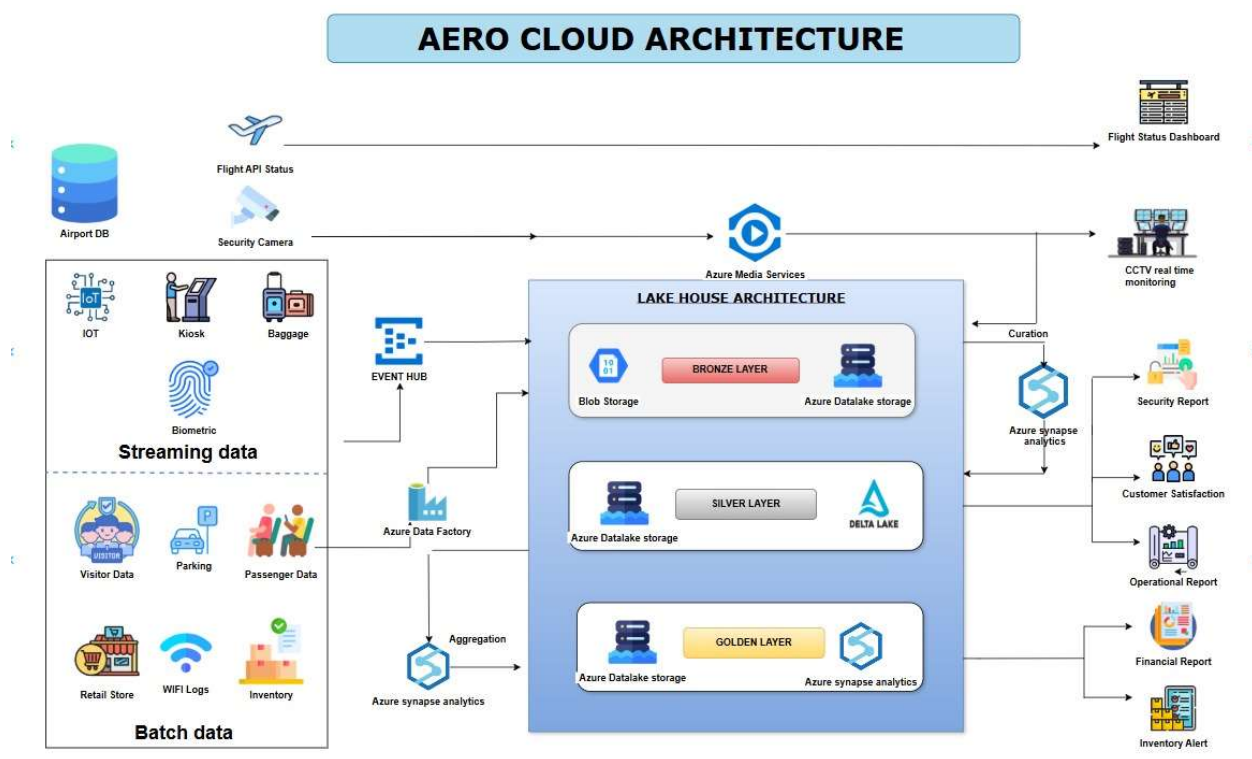 AERO CLOUD ARCHITECTURE
Flight Status Dashboard
Flight API Status
Airport DB
Security Camera
Azure Media Services
CCTV real time
monitoring
LAKE HOUSE ARCHITECTURE
IoT
IOT
Kiosk
Baggage
EVENT HUB
Biometric
Streaming data
10
01
Blob Storage
BRONZE LAYER
Azure Datalake storage
Curation
Azure synapse
analytics
Security Report
Customer Satisfaction
Azure Data Factory
Azure Datalake storage
SILVER LAYER
DELTA LAKE
VISITOR
Visitor Data
P
Parking
Passenger Data
Operational Report
Aggregation
Azure synapse analytics
Azure Datalake storage
GOLDEN LAYER
Azure synapse analytics
Financial Report
Retail Store
WIFI Logs
Inventory
Batch data
Inventory Alert